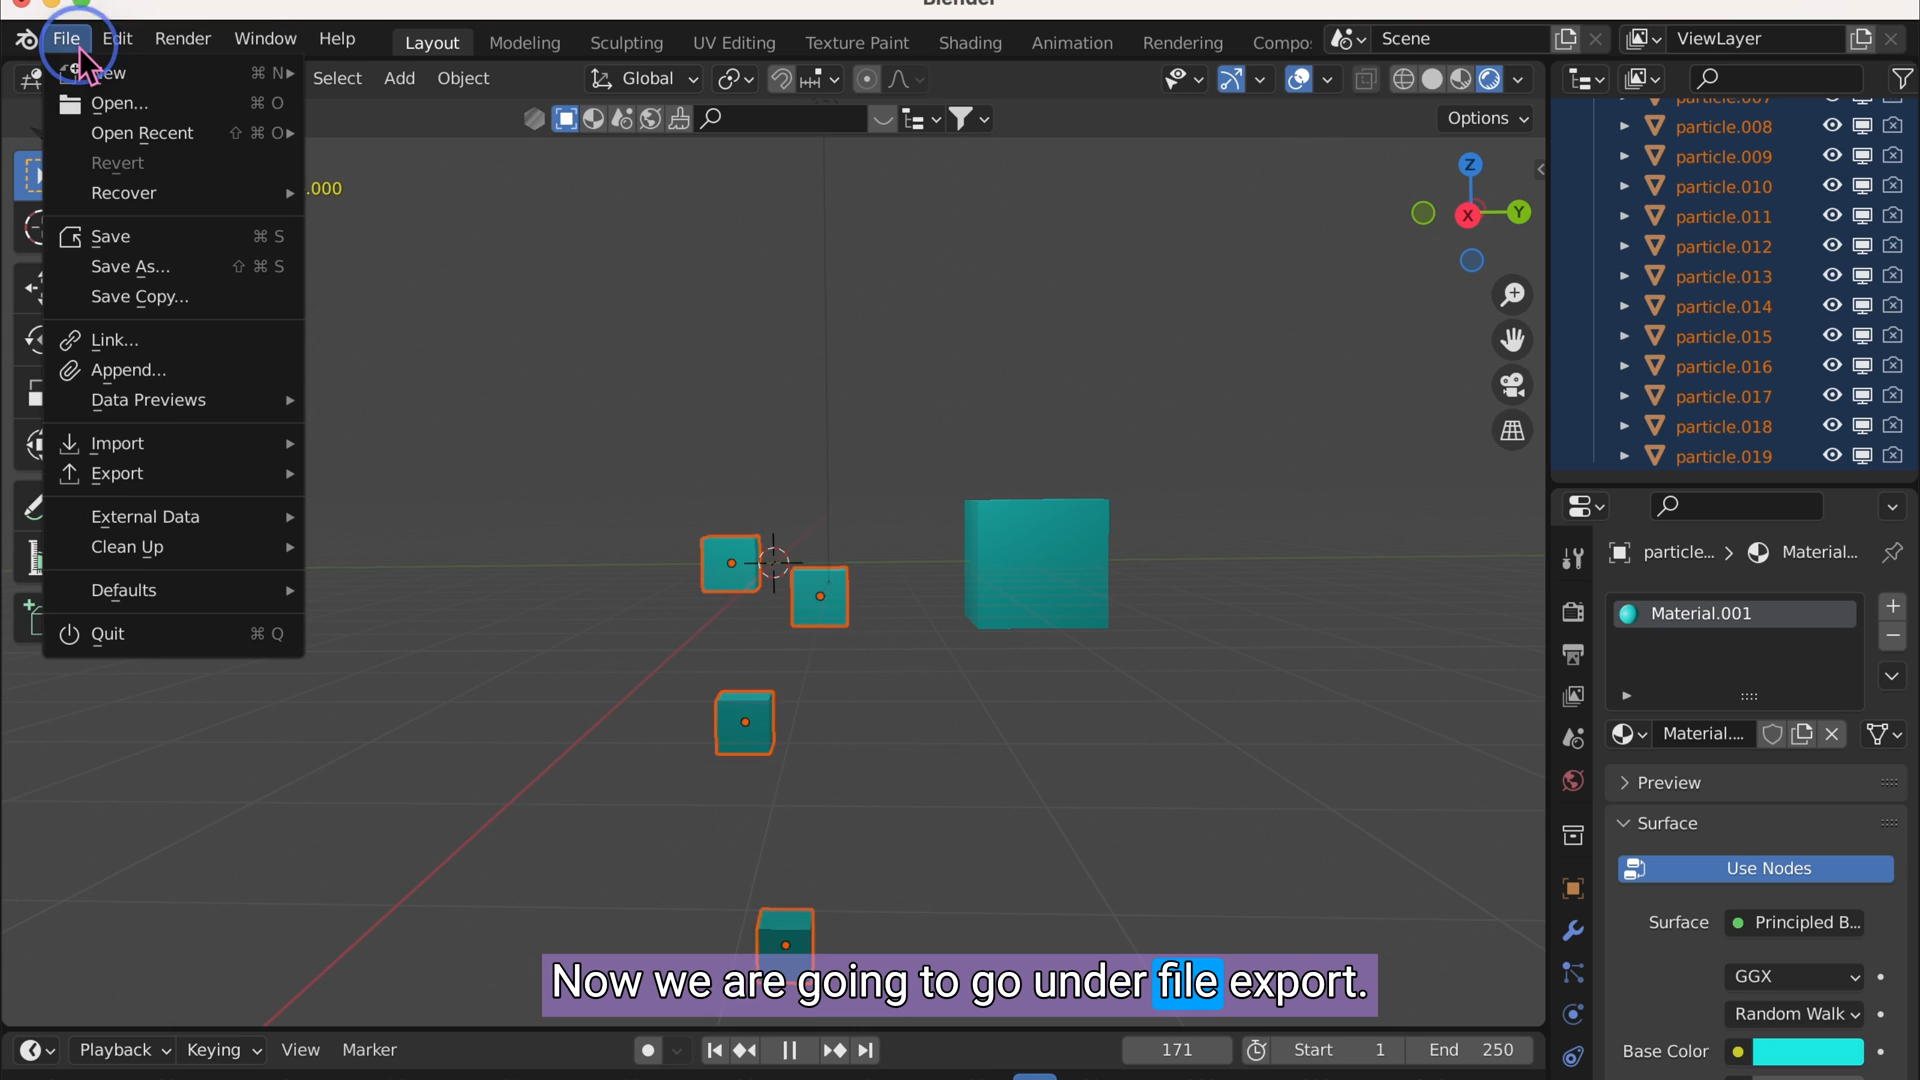 Blender
File Edit Render Window Help Layout Modeling Sculpting UV Editing Texture Paint Shading Animation Rendering Compo: Scene ViewLayer
Select Add Object Global
Options
.000
⌘ N
Open... ⌘ O
Open Recent ⇧ ⌘ O
Revert
Recover
Save ⌘ S
Save As... ⇧ ⌘ S
Save Copy...
Link...
Append...
Data Previews
Import
Export
External Data
Clean Up
Defaults
Quit ⌘ Q
Z
X
Y
particle.007
particle.008
particle.009
particle.010
particle.011
particle.012
particle.013
particle.014
particle.015
particle.016
particle.017
particle.018
particle.019
particle... > Material...
Material.001
Material....
Preview
Surface
Use Nodes
Surface Principled B...
GGX
Random Walk
Base Color
Now we are going to go under file export.
Playback Keying View Marker 171 Start 1 End 250